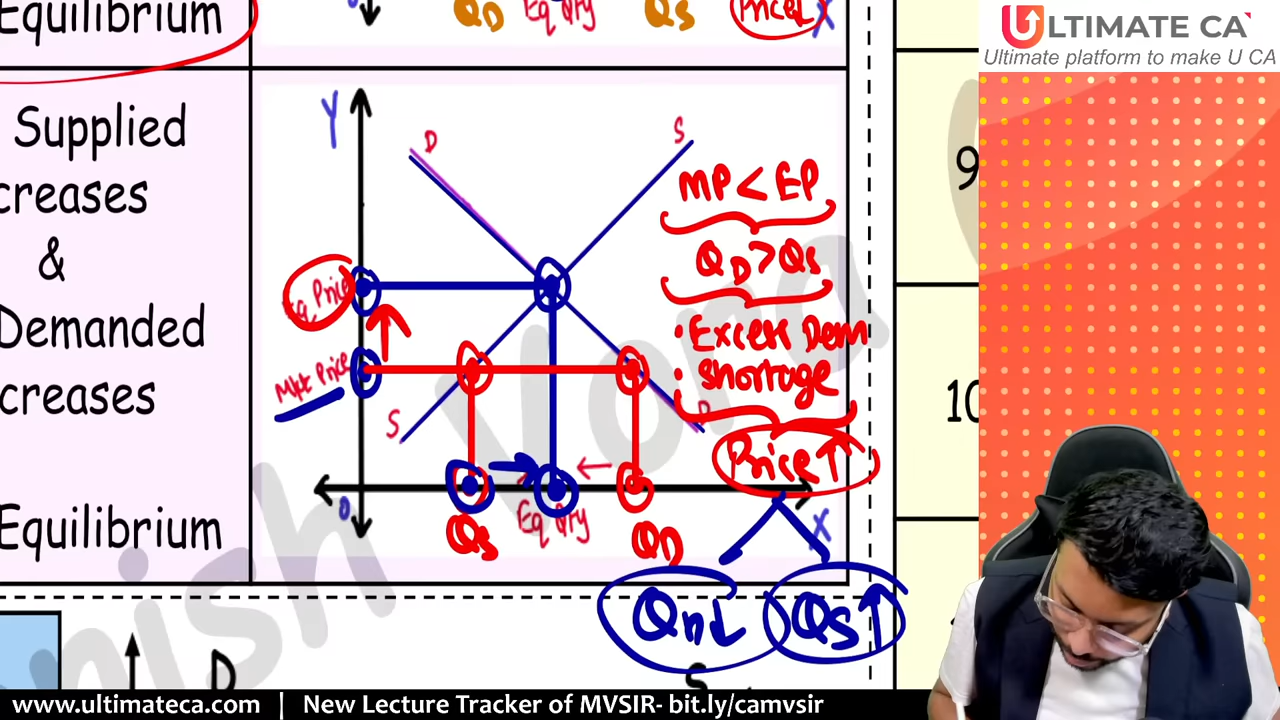 Equilibrium
QD Eq Qty QS Price↓ X
ULTIMATE CA
Ultimate platform to make U CA
Supplied
creases
&
Demanded
creases
Equilibrium
Y
D
S
MP < EP
QD > QS
• Excess Dem
• Shortage
Price ↑
Eq Price
Mkt Price
S
D
O
X
QS
Eq Qty
QD
QD↓
QS↑
9
10
Vora
nish
D
S
www.ultimateca.com | New Lecture Tracker of MVSIR- bit.ly/camvsir